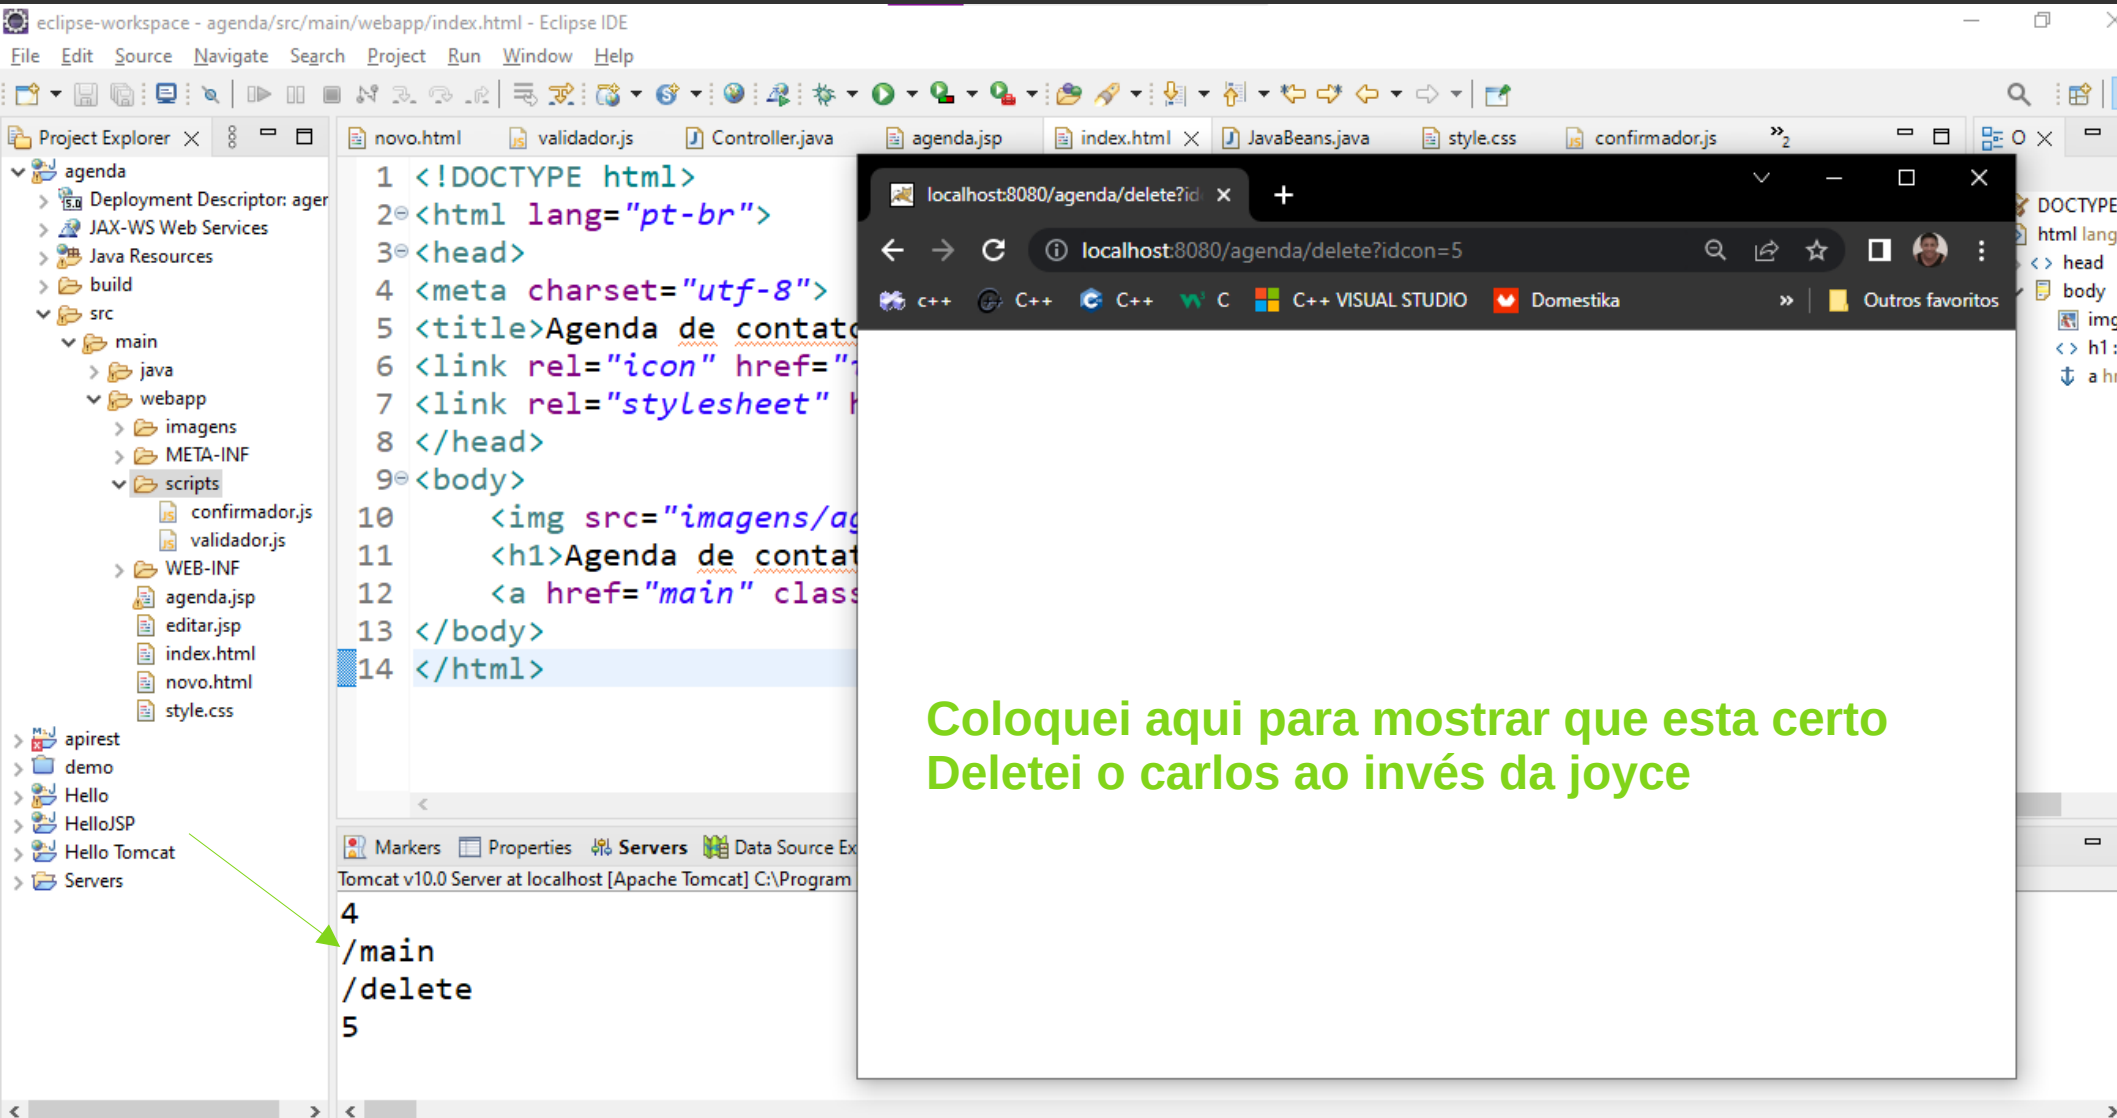 eclipse-workspace - agenda/src/main/webapp/index.html - Eclipse IDE
File Edit Source Navigate Search Project Run Window Help
Project Explorer
novo.html validador.js Controller.java agenda.jsp index.html JavaBeans.java style.css confirmador.js »2 O
agenda
Deployment Descriptor: ager
JAX-WS Web Services
Java Resources
build
src
main
java
webapp
imagens
META-INF
scripts
confirmador.js
validador.js
WEB-INF
agenda.jsp
editar.jsp
index.html
novo.html
style.css
apirest
demo
Hello
HelloJSP
Hello Tomcat
Servers
1 <!DOCTYPE html>
2 <html lang="pt-br">
3 <head>
4 <meta charset="utf-8">
5 <title>Agenda de contato
6 <link rel="icon" href="
7 <link rel="stylesheet" h
8 </head>
9 <body>
10 <img src="imagens/ag
11 <h1>Agenda de contat
12 <a href="main" class
13 </body>
14 </html>
localhost:8080/agenda/delete?id
localhost:8080/agenda/delete?idcon=5
c++ C++ C++ C C++ VISUAL STUDIO Domestika » Outros favoritos
Coloquei aqui para mostrar que esta certo
Deletei o carlos ao invés da joyce
DOCTYPE
html lang
head
body
img
h1 :
a hr
Markers Properties Servers Data Source Ex
Tomcat v10.0 Server at localhost [Apache Tomcat] C:\Program
4
/main
/delete
5